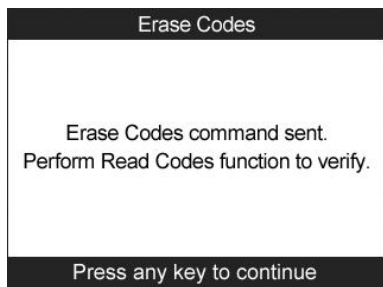 Erase Codes
Erase Codes command sent.
Perform Read Codes function to verify.
Press any key to continue